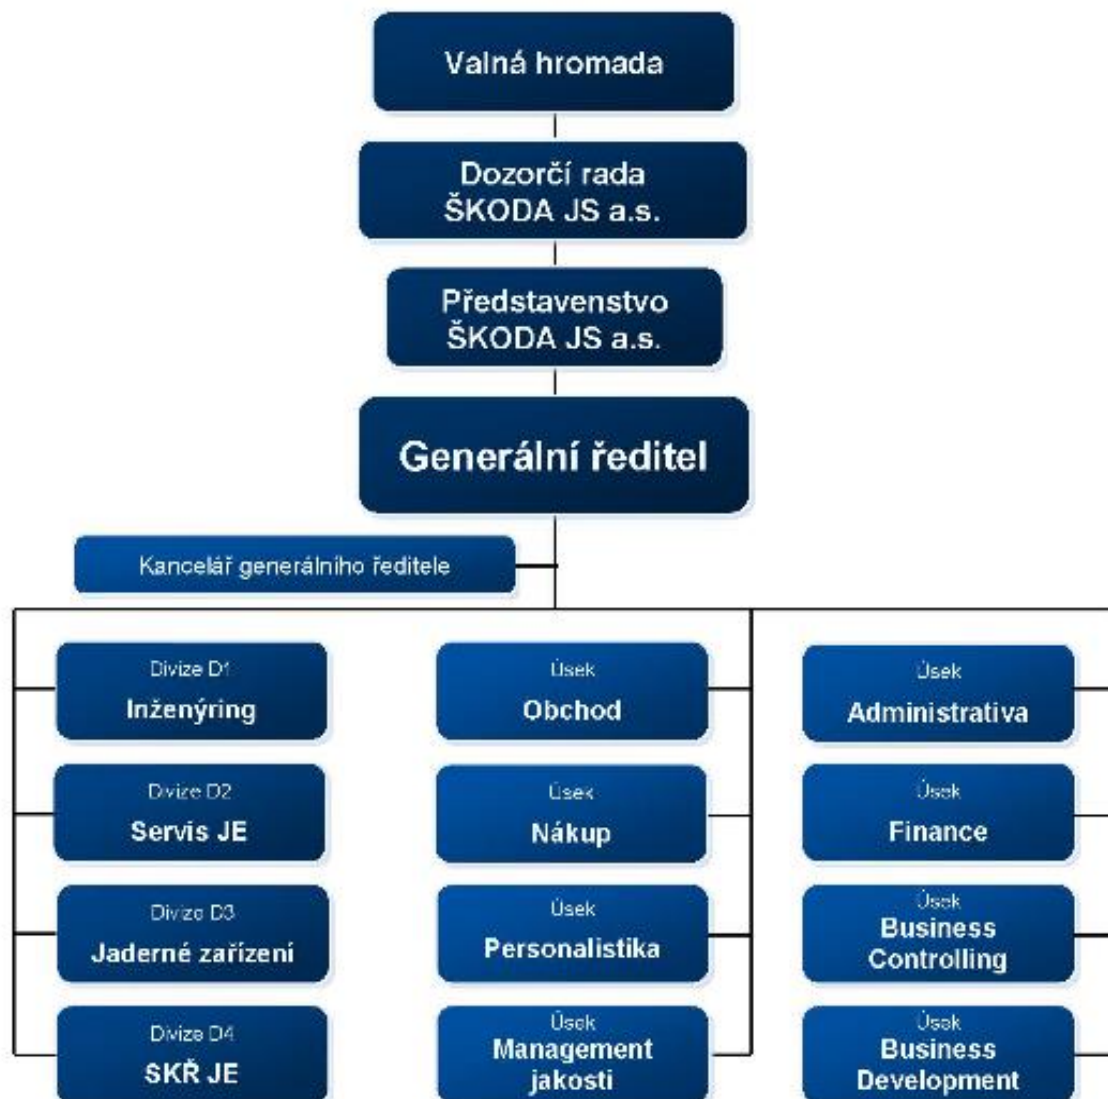 Valná hromada
Dozorčí rada
ŠKODA JS a.s.
Představenstvo
ŠKODA JS a.s.
Generální ředitel
Kancelář generálního ředitele
Divize D1
Inženýring
Divize D2
Servis JE
Divize D3
Jaderné zařízení
Divize D4
SKŘ JE
Úsek
Obchod
Úsek
Nákup
Úsek
Personalistika
Úsek
Management
jakosti
Úsek
Administrativa
Úsek
Finance
Úsek
Business
Controlling
Úsek
Business
Development